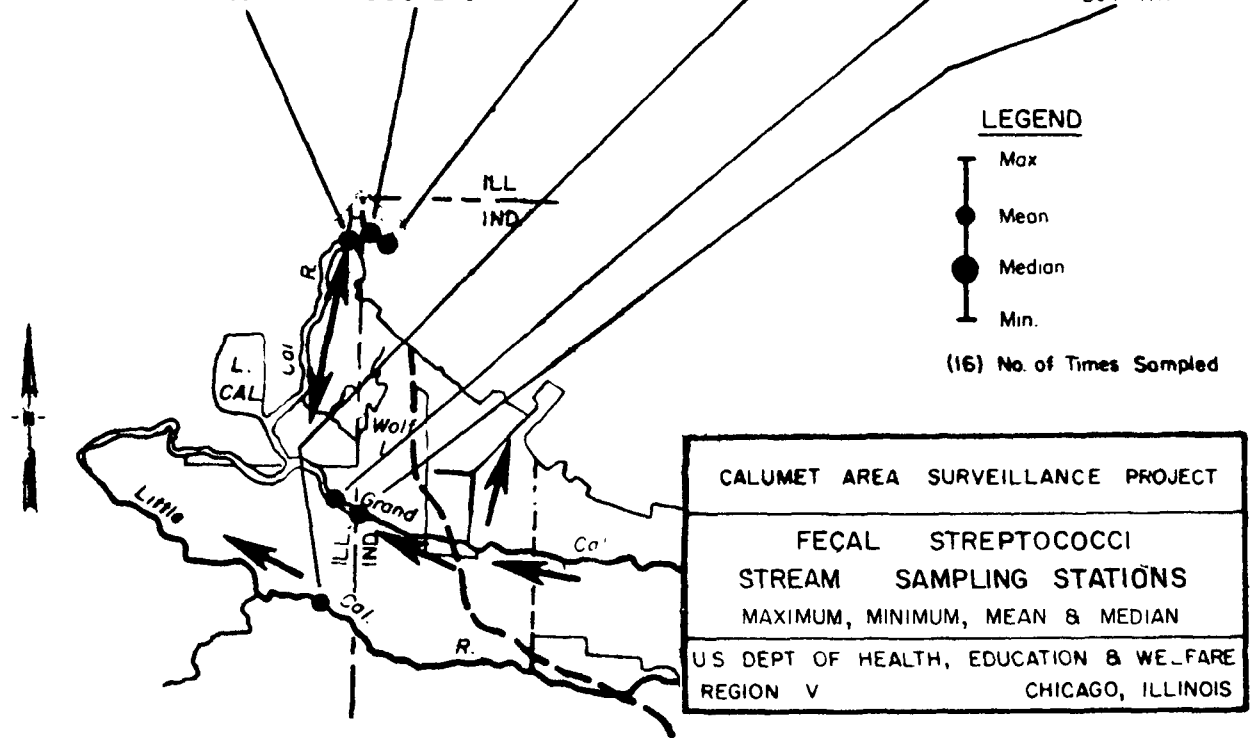 LEGEND
Max
Mean
Median
Min.
(16) No. of Times Sampled
ILL
IND.
R.
Cal
L.
CAL
Wolf
L
N
Little
Grand
Cal
ILL
IND
Cal.
R.
CALUMET AREA SURVEILLANCE PROJECT
FECAL STREPTOCOCCI
STREAM SAMPLING STATIONS
MAXIMUM, MINIMUM, MEAN & MEDIAN
U S DEPT OF HEALTH, EDUCATION & WELFARE
REGION V CHICAGO, ILLINOIS